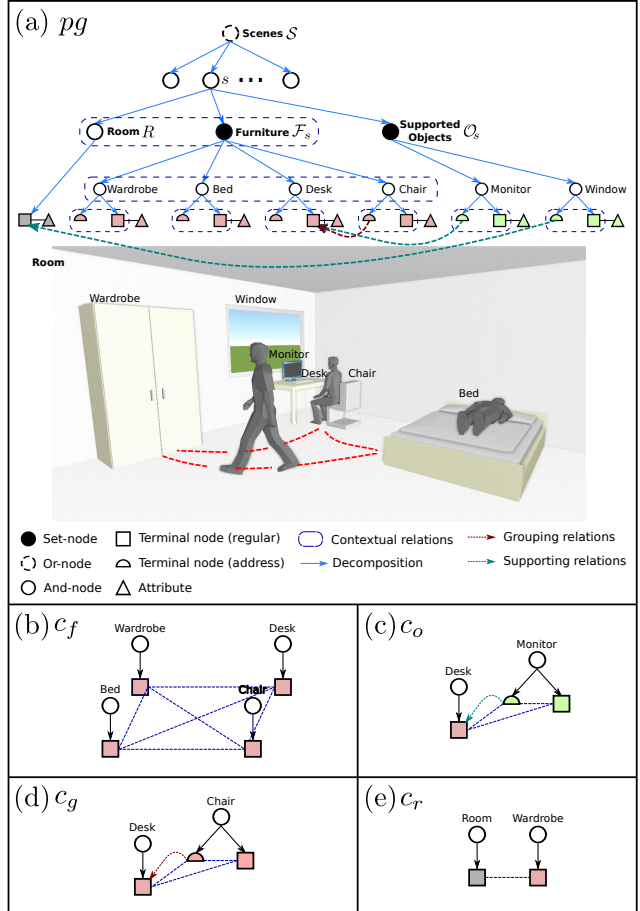 (a) pg
Scenes 𝒮
s ...
Room R
Furniture ℱₛ
Supported
Objects 𝒪ₛ
Wardrobe
Bed
Desk
Chair
Monitor
Window
Room
Wardrobe
Window
Monitor
Desk
Chair
Bed
Set-node
Terminal node (regular)
Contextual relations
Grouping relations
Or-node
Terminal node (address)
Decomposition
Supporting relations
And-node
Attribute
(b) c_f
Wardrobe
Desk
Bed
Chair
(c) c_o
Monitor
Desk
(d) c_g
Chair
Desk
(e) c_r
Room
Wardrobe